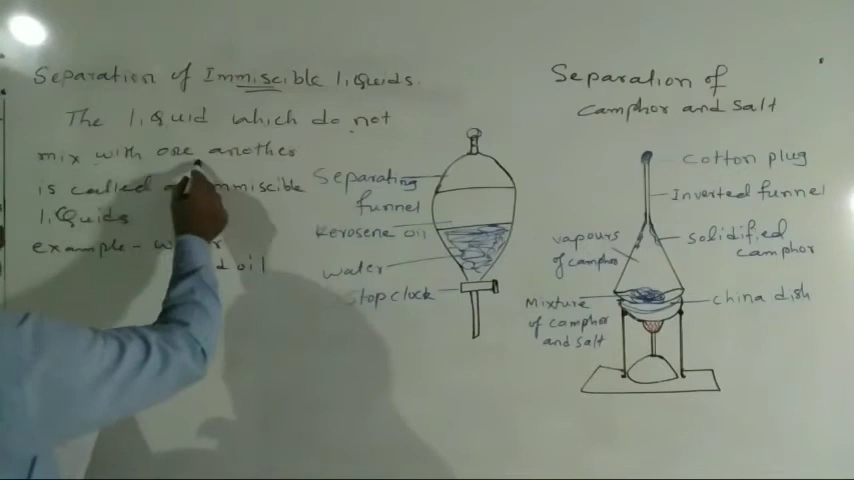 Separation of Immiscible liquids.
The liquid which do not
mix with one another
is called immiscible
liquids
example -
oil
Separating
funnel
Kerosene oil
water
Stop clock
Separation of
camphor and salt
cotton plug
Inverted funnel
vapours
of camphor
solidified
camphor
Mixture
of camphor
and salt
china dish